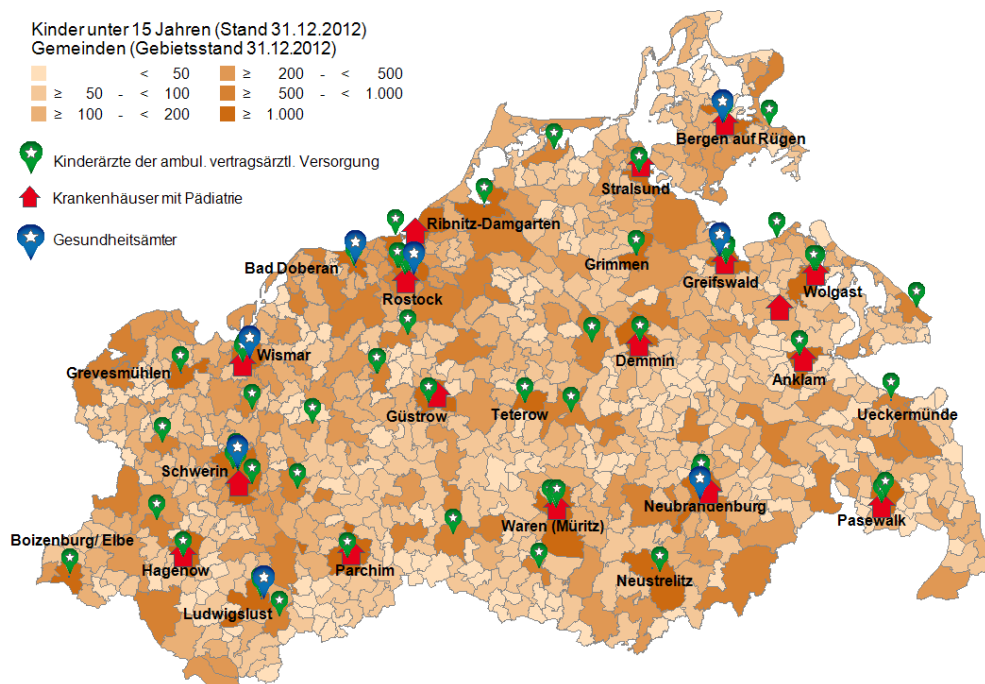 Kinder unter 15 Jahren (Stand 31.12.2012)
Gemeinden (Gebietsstand 31.12.2012)
< 50 ≥ 200 - < 500
≥ 50 - < 100 ≥ 500 - < 1.000
≥ 100 - < 200 ≥ 1.000
Kinderärzte der ambul. vertragsärztl. Versorgung
Krankenhäuser mit Pädiatrie
Gesundheitsämter
Bergen auf Rügen
Stralsund
Ribnitz-Damgarten
Bad Doberan
Grimmen
Greifswald
Rostock
Wolgast
Wismar
Grevesmühlen
Demmin
Anklam
Güstrow
Teterow
Ueckermünde
Schwerin
Neubrandenburg
Waren (Müritz)
Pasewalk
Boizenburg/ Elbe
Hagenow
Parchim
Neustrelitz
Ludwigslust